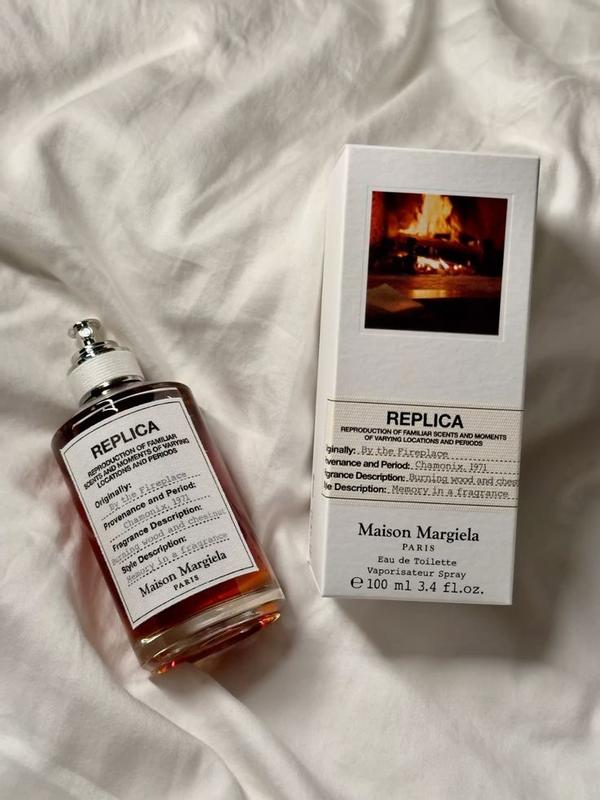 REPLICA
REPRODUCTION OF FAMILIAR
SCENTS AND MOMENTS OF VARYING
LOCATIONS AND PERIODS
Originally:
By the Fireplace
Provenance and Period:
Chamonix, 1971
Fragrance Description:
Burning wood and chestnut
Style Description:
Memory in a fragrance
Maison Margiela
PARIS
REPLICA
REPRODUCTION OF FAMILIAR SCENTS AND MOMENTS
OF VARYING LOCATIONS AND PERIODS
ginally: By the Fireplace
venance and Period: Chamonix, 1971
grance Description: Burning wood and ches
le Description: Memory in a fragrance
Maison Margiela
PARIS
Eau de Toilette
Vaporisateur Spray
℮ 100 ml 3.4 fl.oz.